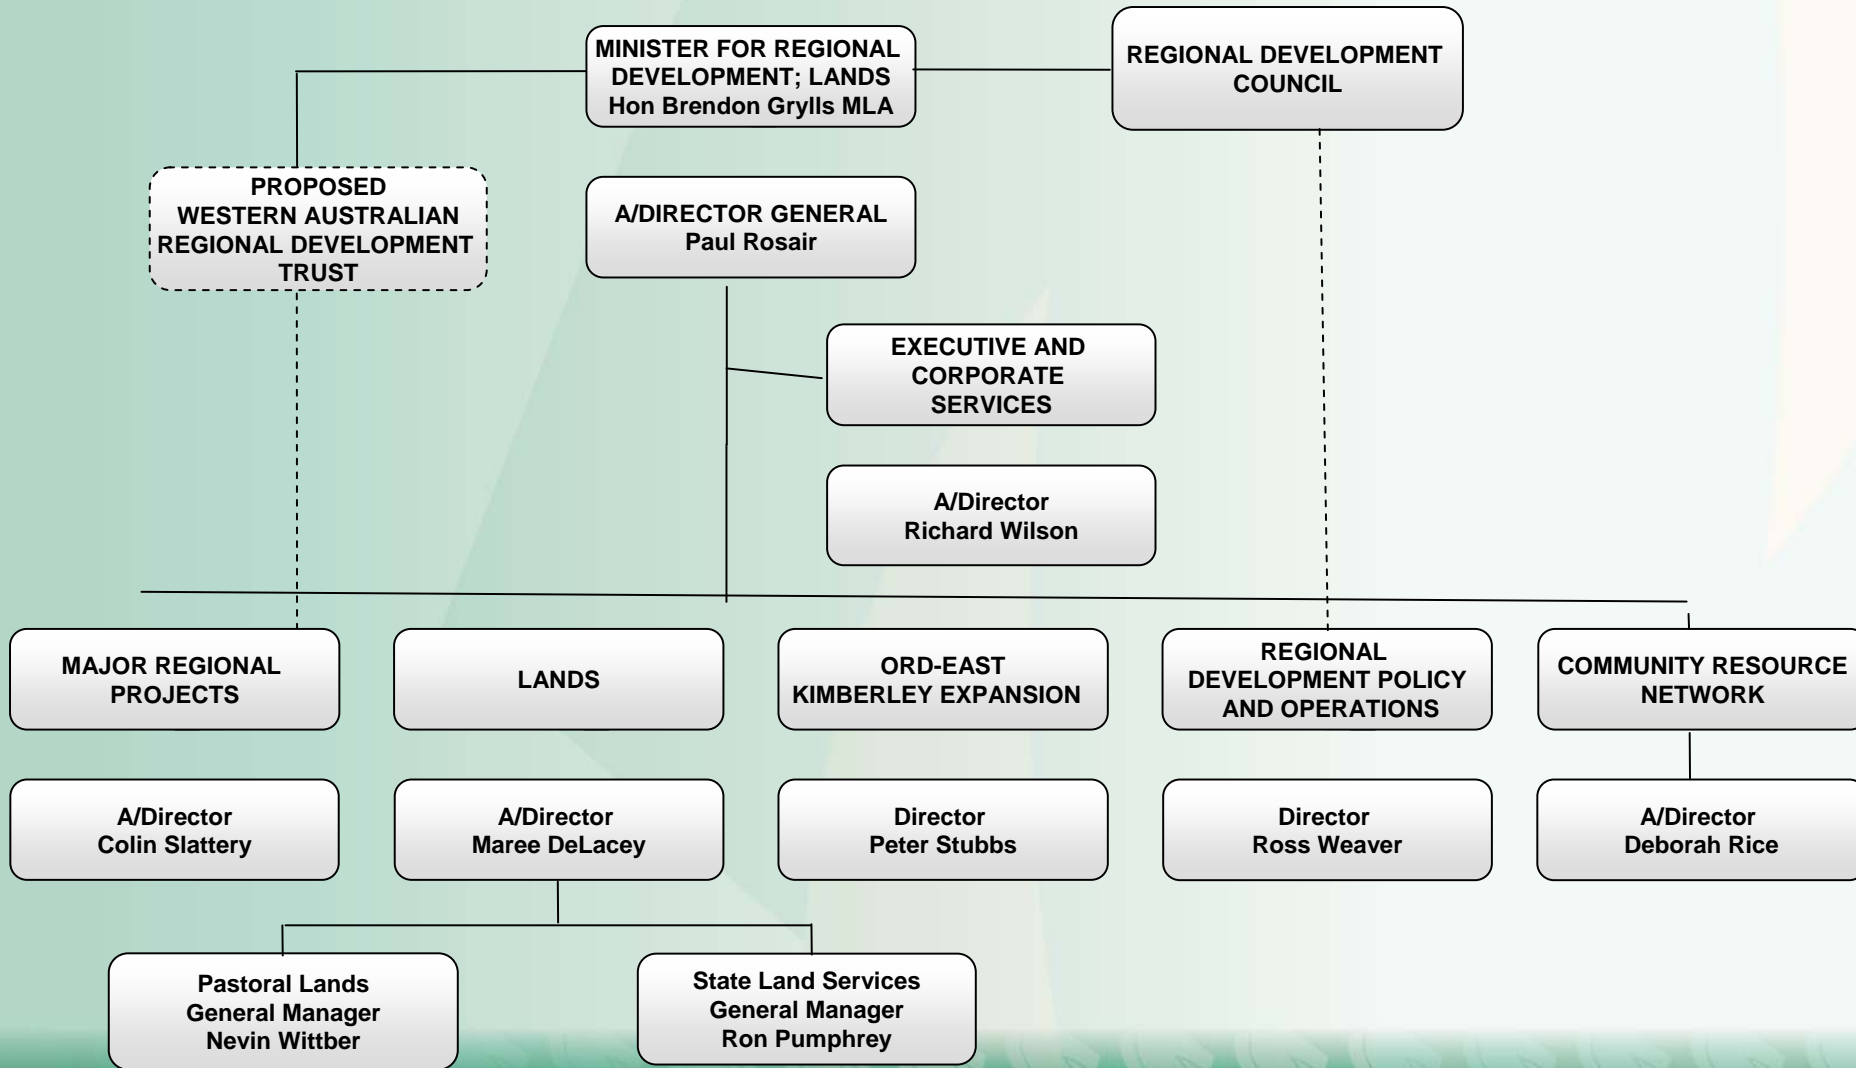 MINISTER FOR REGIONAL
DEVELOPMENT; LANDS
Hon Brendon Grylls MLA
REGIONAL DEVELOPMENT
COUNCIL
PROPOSED
WESTERN AUSTRALIAN
REGIONAL DEVELOPMENT
TRUST
A/DIRECTOR GENERAL
Paul Rosair
EXECUTIVE AND
CORPORATE
SERVICES
A/Director
Richard Wilson
MAJOR REGIONAL
PROJECTS
LANDS
ORD-EAST
KIMBERLEY EXPANSION
REGIONAL
DEVELOPMENT POLICY
AND OPERATIONS
COMMUNITY RESOURCE
NETWORK
A/Director
Colin Slattery
A/Director
Maree DeLacey
Director
Peter Stubbs
Director
Ross Weaver
A/Director
Deborah Rice
Pastoral Lands
General Manager
Nevin Wittber
State Land Services
General Manager
Ron Pumphrey